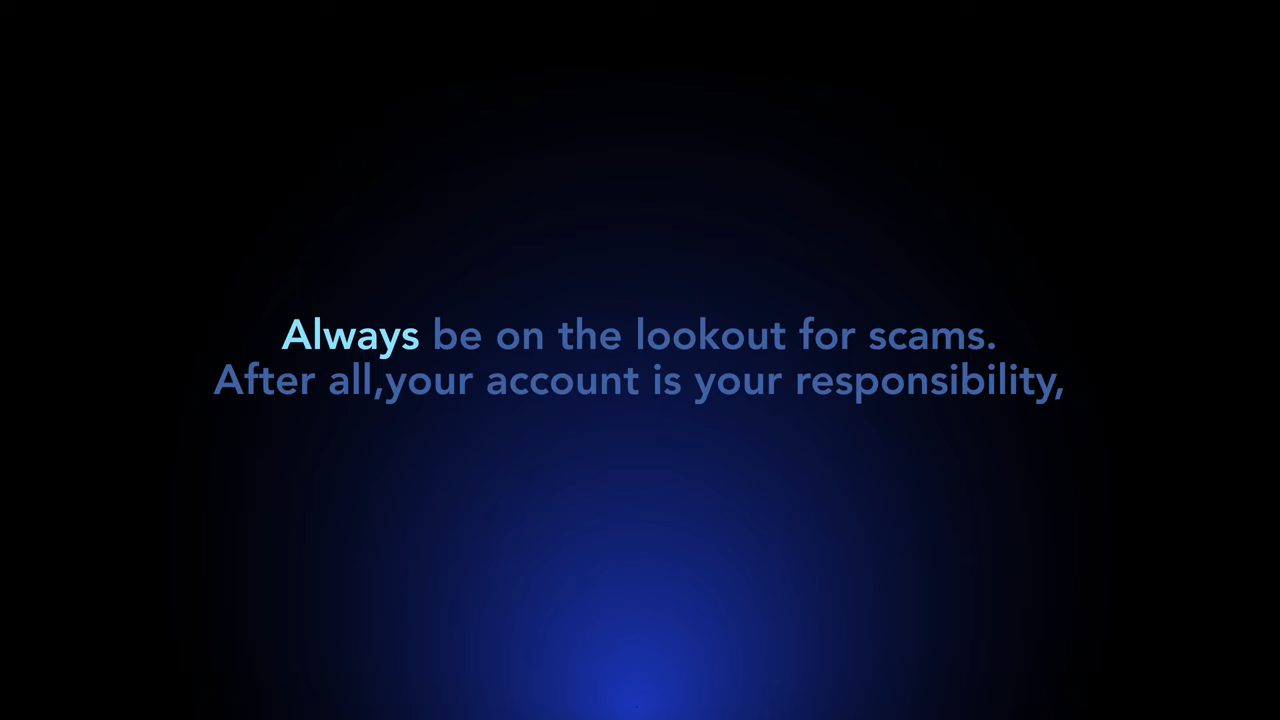 Always be on the lookout for scams.
After all,your account is your responsibility,